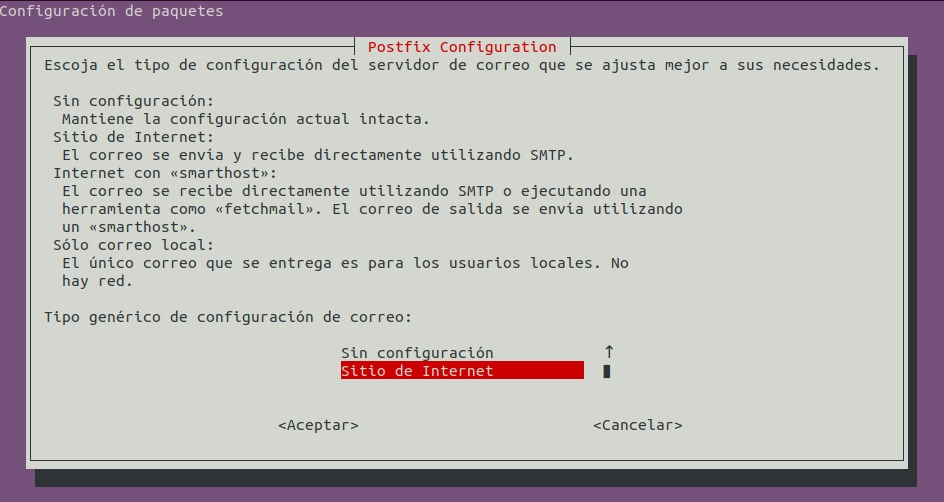 Configuración de paquetes
Postfix Configuration
Escoja el tipo de configuración del servidor de correo que se ajusta mejor a sus necesidades.
Sin configuración:
Mantiene la configuración actual intacta.
Sitio de Internet:
El correo se envía y recibe directamente utilizando SMTP.
Internet con «smarthost»:
El correo se recibe directamente utilizando SMTP o ejecutando una
herramienta como «fetchmail». El correo de salida se envía utilizando
un «smarthost».
Sólo correo local:
El único correo que se entrega es para los usuarios locales. No
hay red.
Tipo genérico de configuración de correo:
Sin configuración ↑
Sitio de Internet
<Aceptar> <Cancelar>